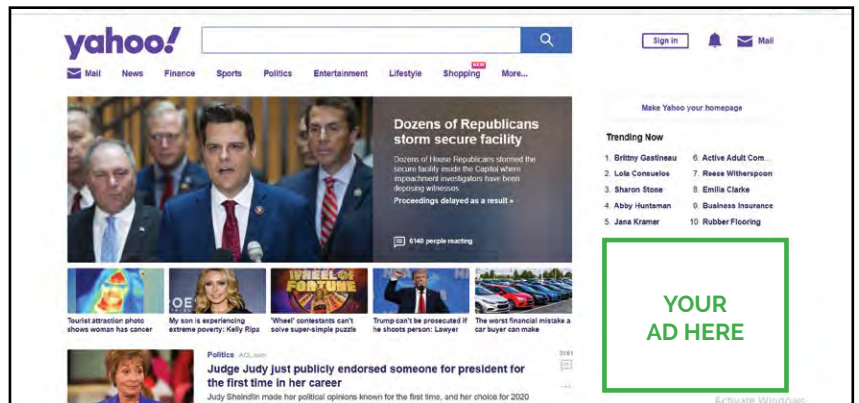 yahoo!
Sign in
Mail
Mail News Finance Sports Politics Entertainment Lifestyle Shopping NEW More...
Make Yahoo your homepage
Dozens of Republicans
storm secure facility
Dozens of House Republicans stormed the
secure facility inside the Capitol where
impeachment investigators have been
deposing witnesses.
Proceedings delayed as a result »
6140 people reacting
Trending Now
1. Brittny Gastineau 6. Active Adult Com...
2. Lola Consuelos 7. Reese Witherspoon
3. Sharon Stone 8. Emilia Clarke
4. Abby Huntsman 9. Business Insurance
5. Jana Kramer 10 Rubber Flooring
YOUR
AD HERE
WHEEL OF
FORTUNE
Tourist attraction photo
shows woman has cancer
My son is experiencing
extreme poverty: Kelly Ripa
'Wheel' contestants can't
solve super-simple puzzle
Trump can't be prosecuted if
he shoots person: Lawyer
The worst financial mistake a
car buyer can make
Politics AOL.com
3161
Judge Judy just publicly endorsed someone for president for
the first time in her career
Judy Sheindlin made her political opinions known for the first time, and her choice for 2020
Activate Windows